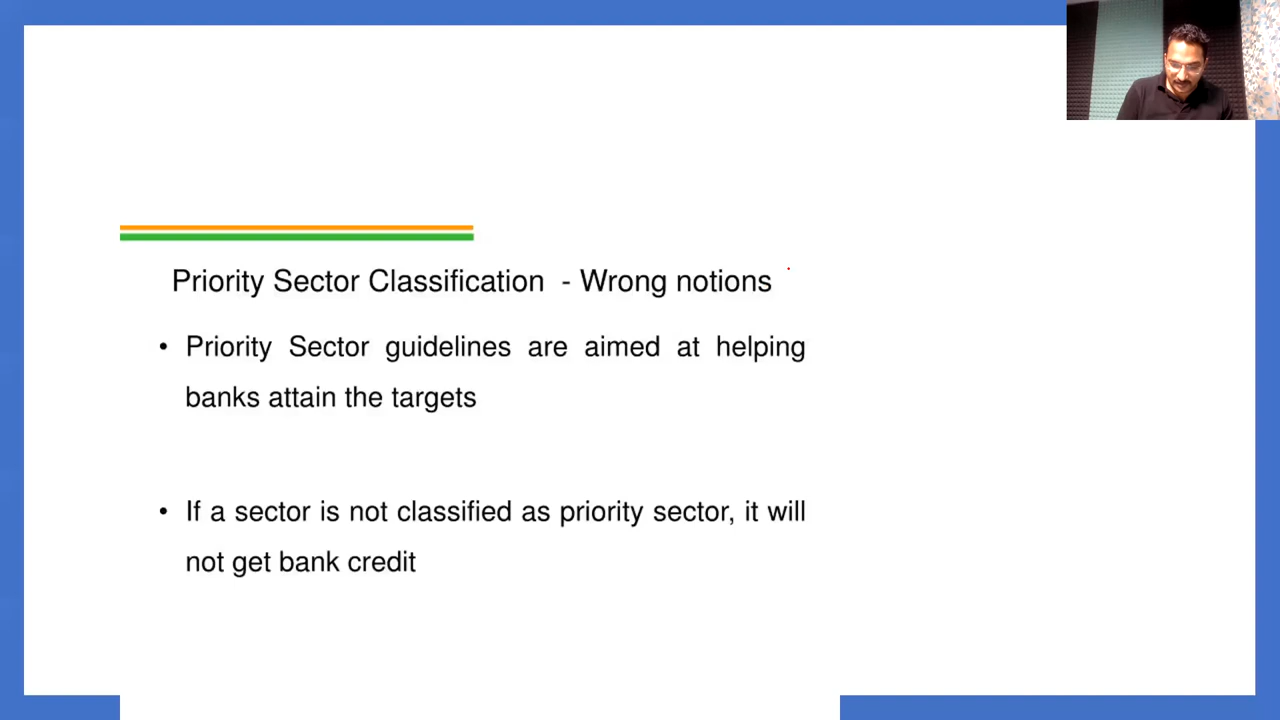 Priority Sector Classification - Wrong notions
• Priority Sector guidelines are aimed at helping
banks attain the targets
• If a sector is not classified as priority sector, it will
not get bank credit